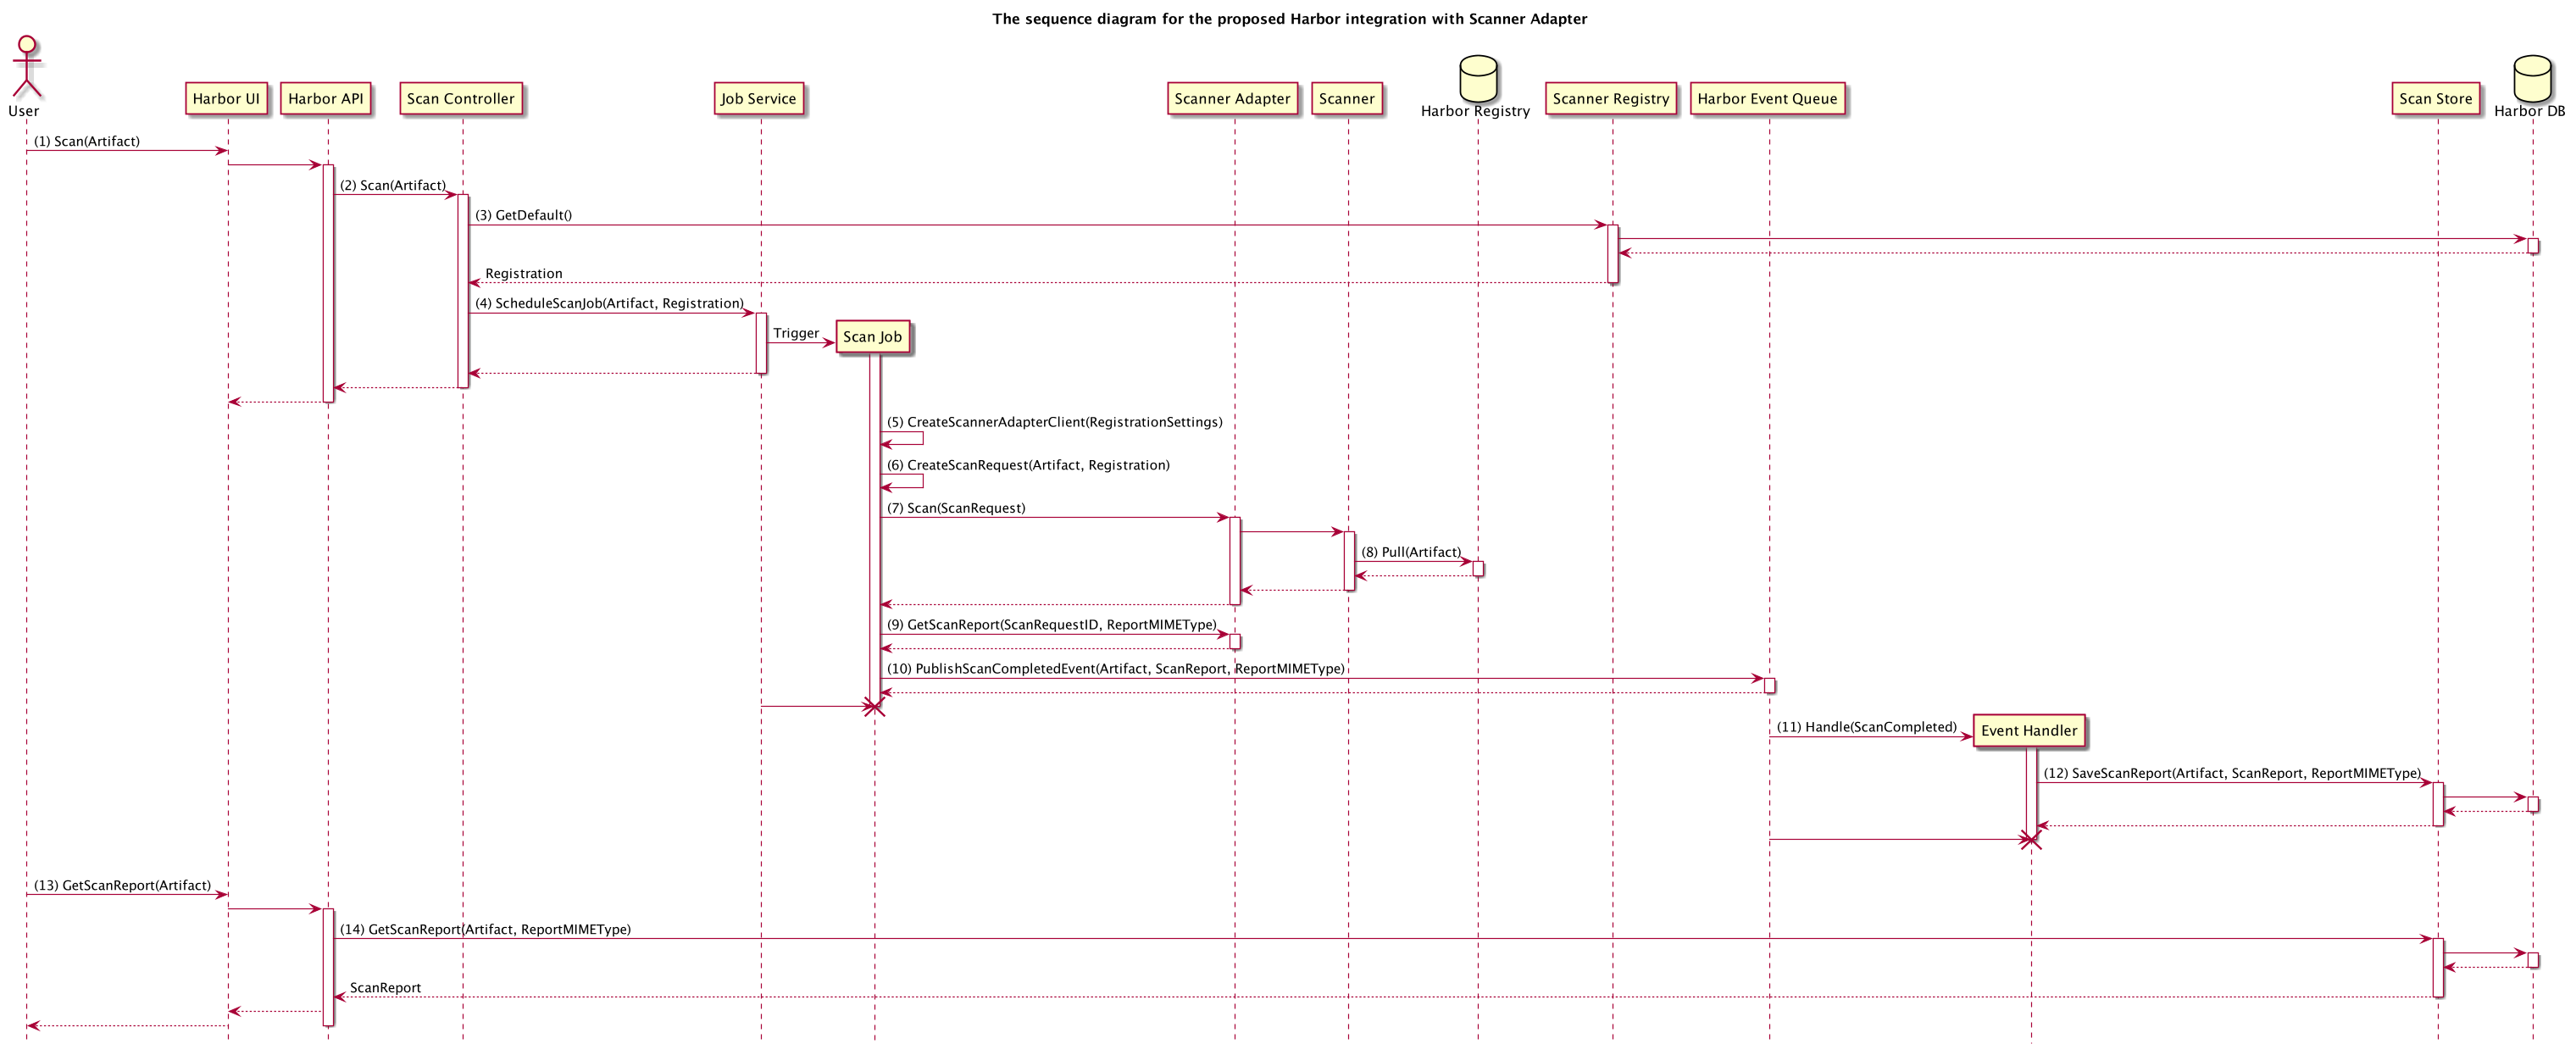 The sequence diagram for the proposed Harbor integration with Scanner Adapter
User
Harbor UI
Harbor API
Scan Controller
Job Service
Scanner Adapter
Scanner
Harbor Registry
Scanner Registry
Harbor Event Queue
Scan Store
Harbor DB
(1) Scan(Artifact)
(2) Scan(Artifact)
(3) GetDefault()
Registration
(4) ScheduleScanJob(Artifact, Registration)
Trigger
Scan Job
(5) CreateScannerAdapterClient(RegistrationSettings)
(6) CreateScanRequest(Artifact, Registration)
(7) Scan(ScanRequest)
(8) Pull(Artifact)
(9) GetScanReport(ScanRequestID, ReportMIMEType)
(10) PublishScanCompletedEvent(Artifact, ScanReport, ReportMIMEType)
(11) Handle(ScanCompleted)
Event Handler
(12) SaveScanReport(Artifact, ScanReport, ReportMIMEType)
(13) GetScanReport(Artifact)
(14) GetScanReport(Artifact, ReportMIMEType)
ScanReport